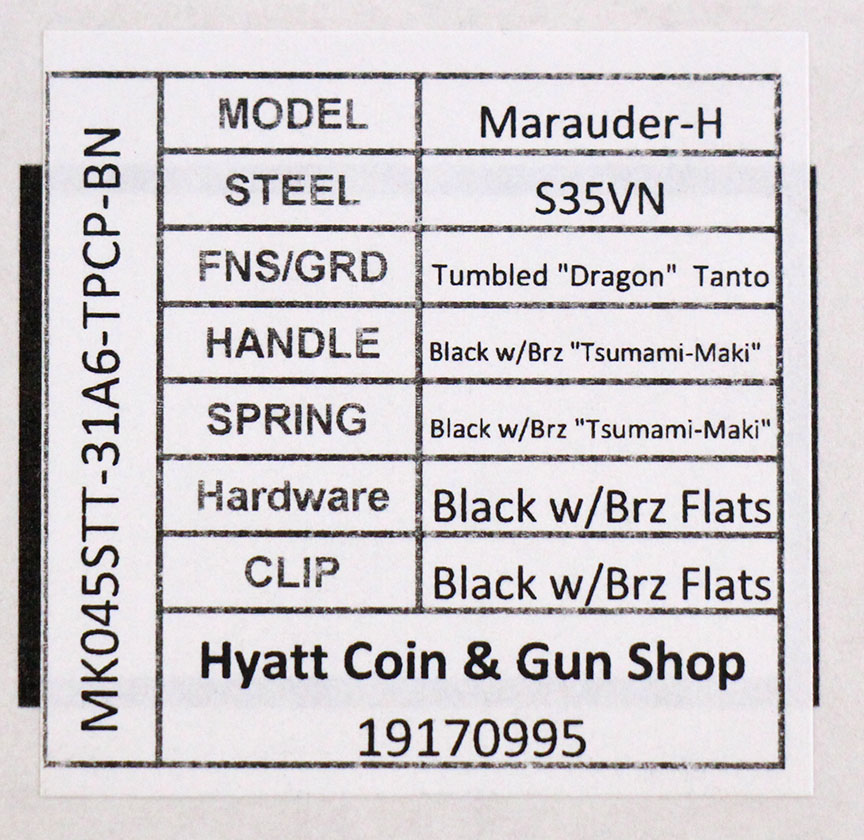 MK045STT-31A6-TPCP-BN
MODEL Marauder-H
STEEL S35VN
FNS/GRD Tumbled "Dragon" Tanto
HANDLE Black w/Brz "Tsumami-Maki"
SPRING Black w/Brz "Tsumami-Maki"
Hardware Black w/Brz Flats
CLIP Black w/Brz Flats
Hyatt Coin & Gun Shop
19170995